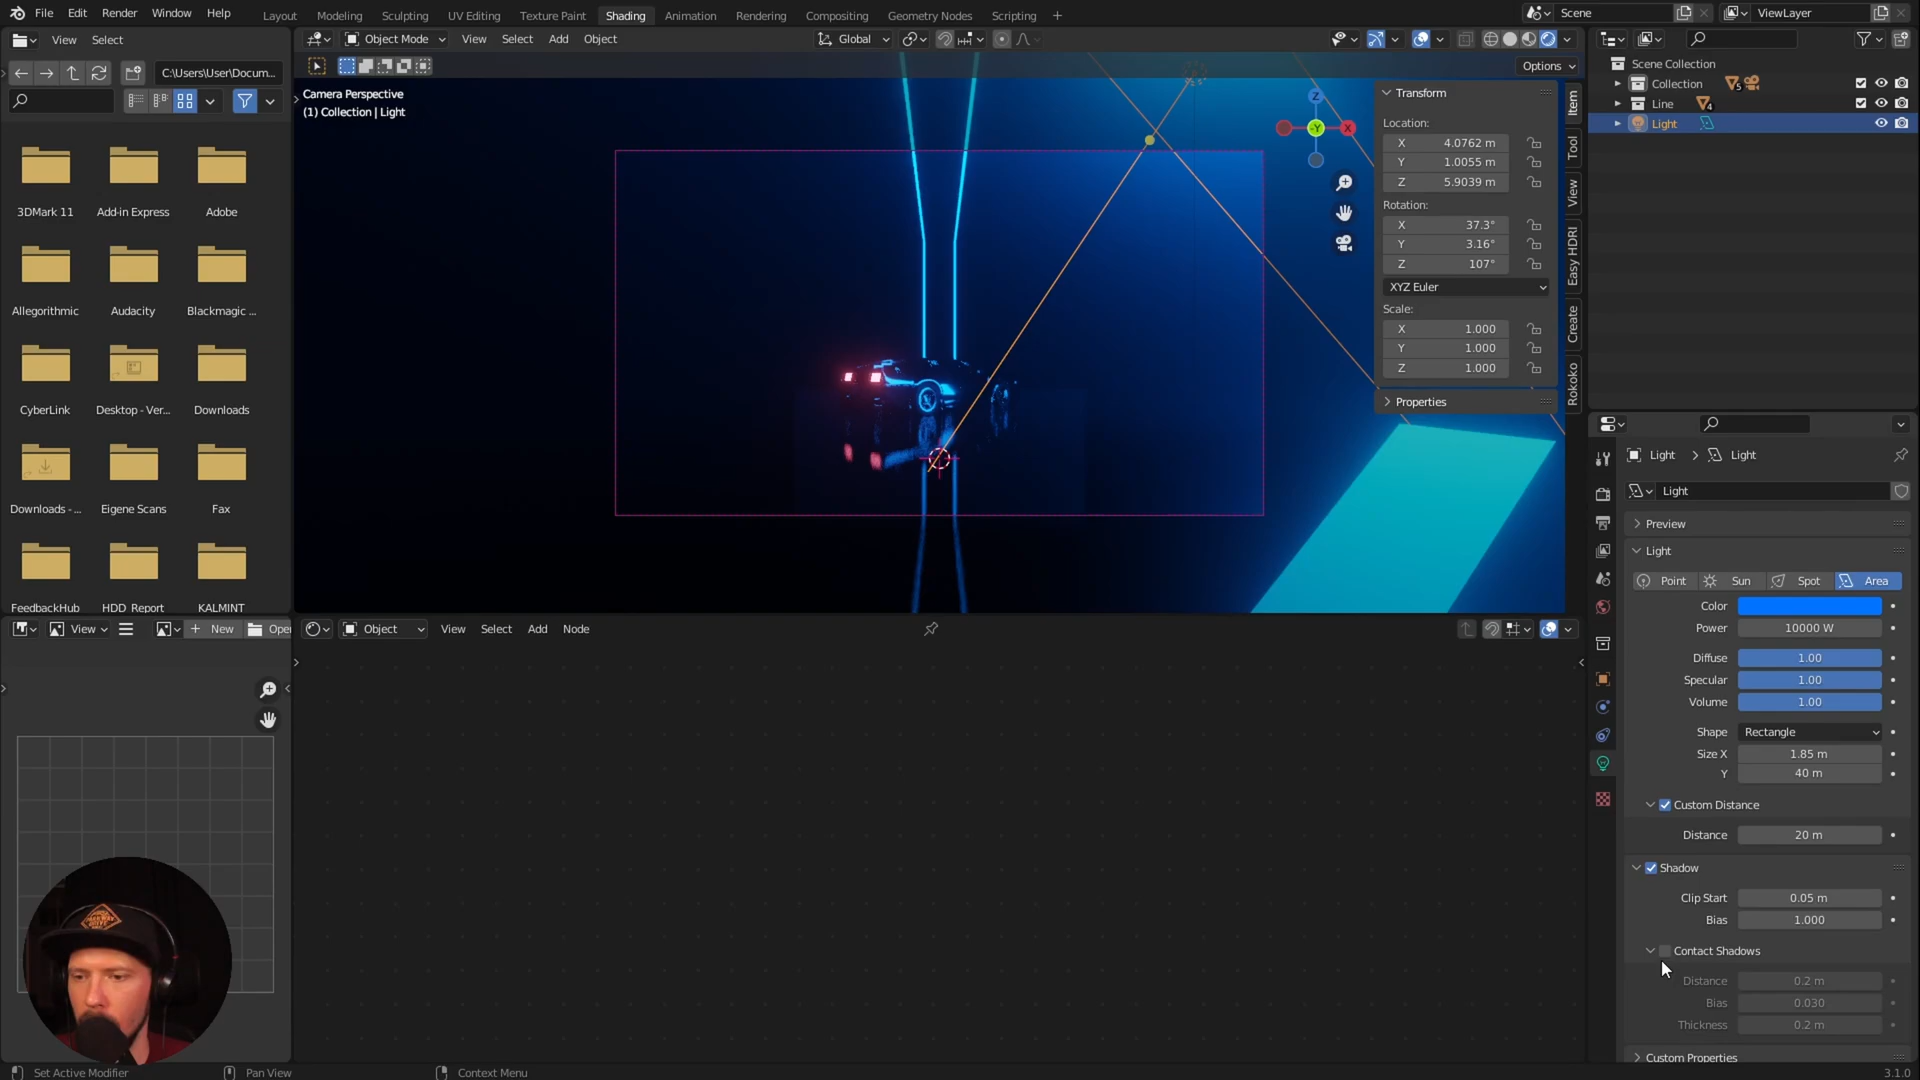 File Edit Render Window Help
Layout Modeling Sculpting UV Editing Texture Paint Shading Animation Rendering Compositing Geometry Nodes Scripting
Scene
ViewLayer
View Select
Object Mode View Select Add Object
Global
C:\Users\User\Docum...
Options
Camera Perspective
(1) Collection | Light
3DMark 11 Add-in Express Adobe
Allegorithmic Audacity Blackmagic ...
CyberLink Desktop - Ver... Downloads
Downloads - ... Eigene Scans Fax
FeedbackHub HDD_Report KALMINT
Z
X
-Y
Transform
Location:
X 4.0762 m
Y 1.0055 m
Z 5.9039 m
Rotation:
X 37.3°
Y 3.16°
Z 107°
XYZ Euler
Scale:
X 1.000
Y 1.000
Z 1.000
Properties
Item
Tool
View
Easy HDRI
Create
Rokoko
Scene Collection
Collection 5
Line 4
Light
Light Light
Light
Preview
Light
Point Sun Spot Area
Color
Power 10000 W
Diffuse 1.00
Specular 1.00
Volume 1.00
Shape Rectangle
Size X 1.85 m
Y 40 m
Custom Distance
Distance 20 m
Shadow
Clip Start 0.05 m
Bias 1.000
Contact Shadows
Distance 0.2 m
Bias 0.030
Thickness 0.2 m
Custom Properties
View New Ope
Object View Select Add Node
Set Active Modifier Pan View Context Menu
3.1.0